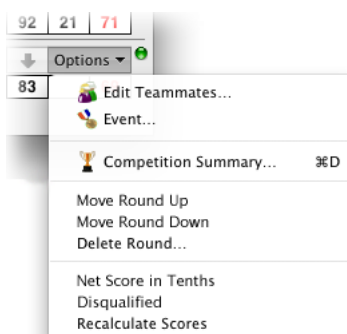 92 21 71
Options
83
Edit Teammates...
Event...
Competition Summary... ⌘D
Move Round Up
Move Round Down
Delete Round...
Net Score in Tenths
Disqualified
Recalculate Scores